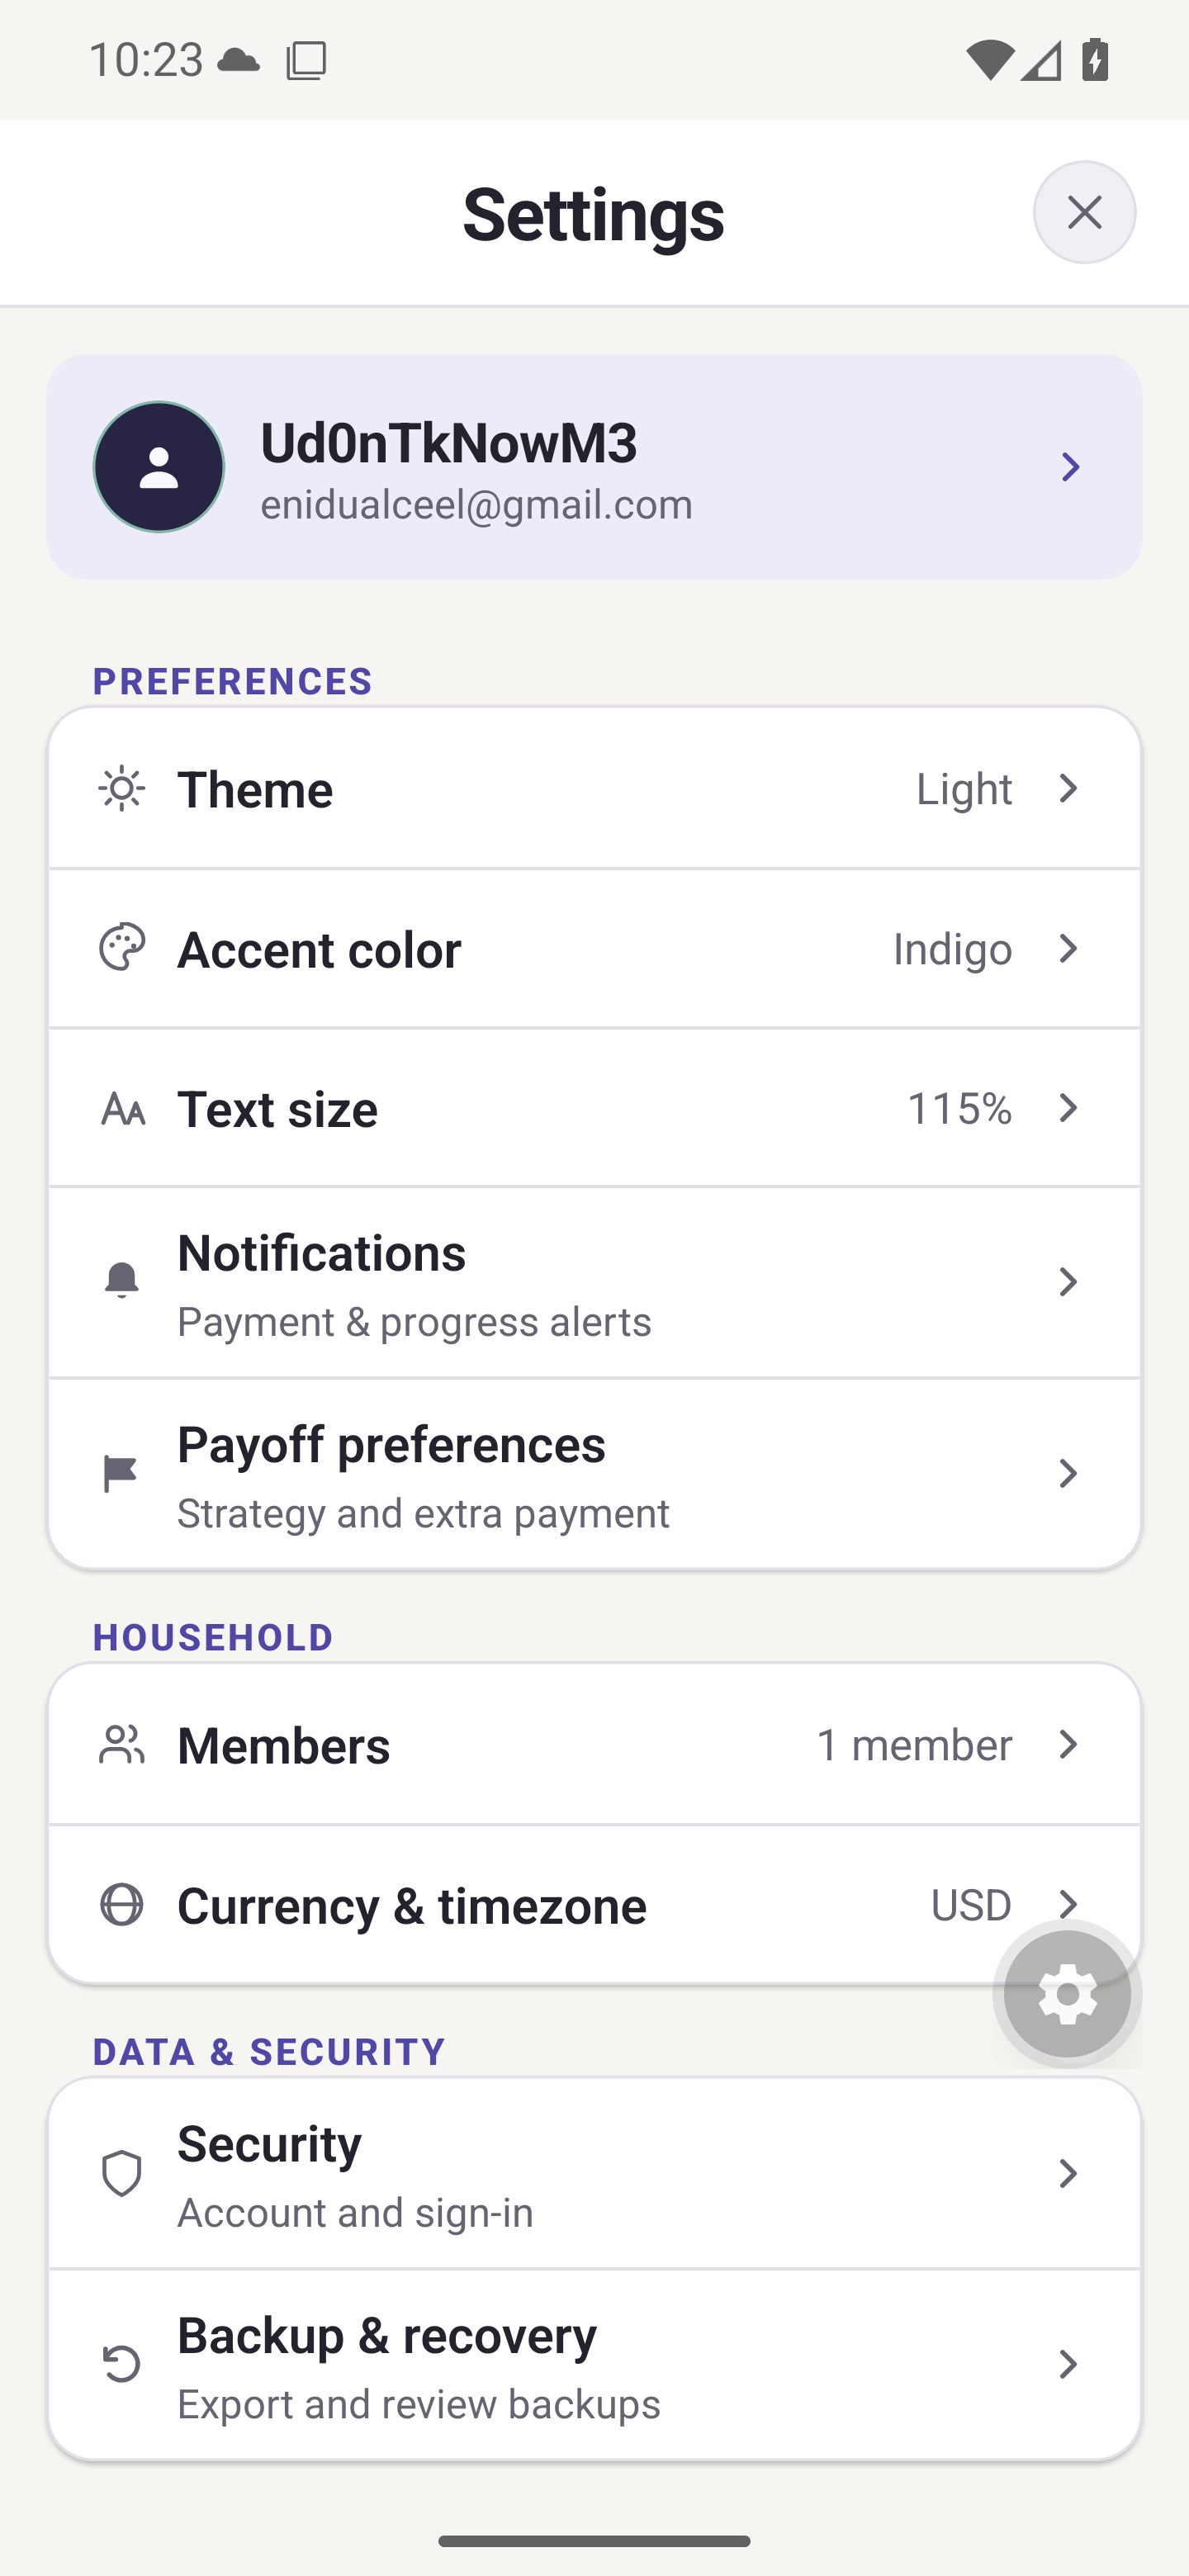 10:23
Settings
Ud0nTkNowM3
enidualceel@gmail.com
PREFERENCES
Theme Light
Accent color Indigo
Text size 115%
Notifications
Payment & progress alerts
Payoff preferences
Strategy and extra payment
HOUSEHOLD
Members 1 member
Currency & timezone USD
DATA & SECURITY
Security
Account and sign-in
Backup & recovery
Export and review backups